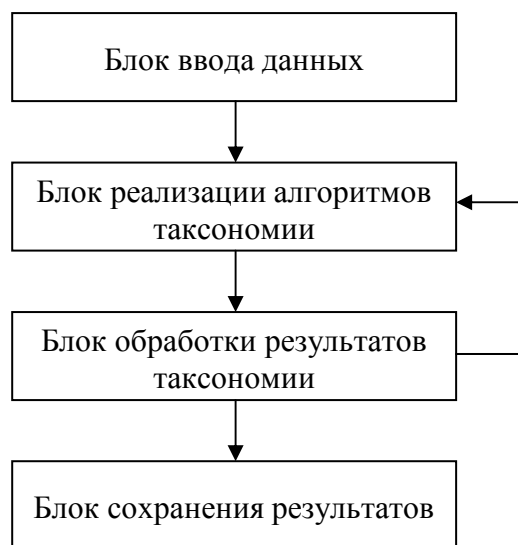 Блок ввода данных
Блок реализации алгоритмов
таксономии
Блок обработки результатов
таксономии
Блок сохранения результатов